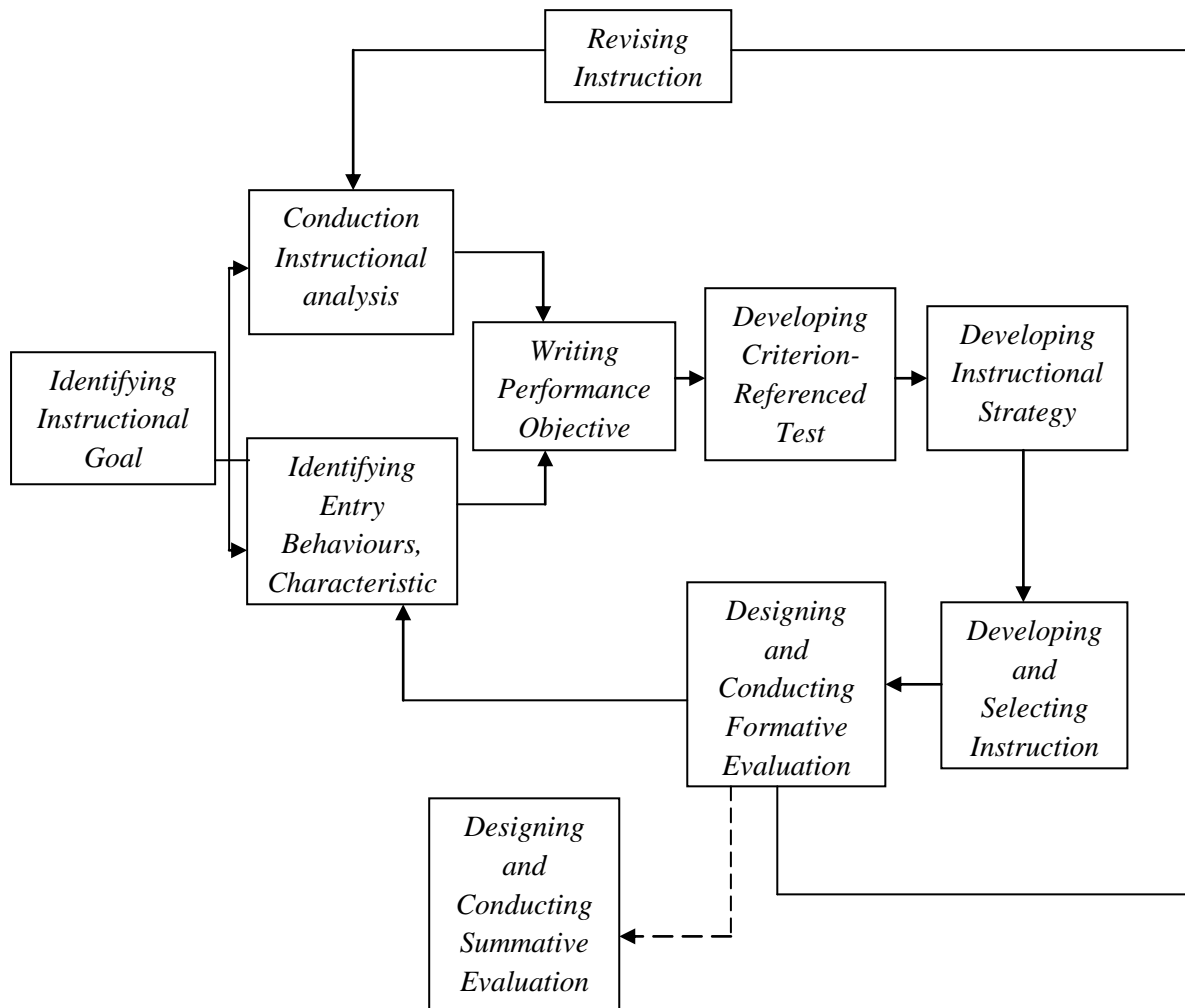 Revising
Instruction
Conduction
Instructional
analysis
Identifying
Instructional
Goal
Identifying
Entry
Behaviours,
Characteristic
Writing
Performance
Objective
Developing
Criterion-
Referenced
Test
Developing
Instructional
Strategy
Developing
and
Selecting
Instruction
Designing
and
Conducting
Formative
Evaluation
Designing
and
Conducting
Summative
Evaluation